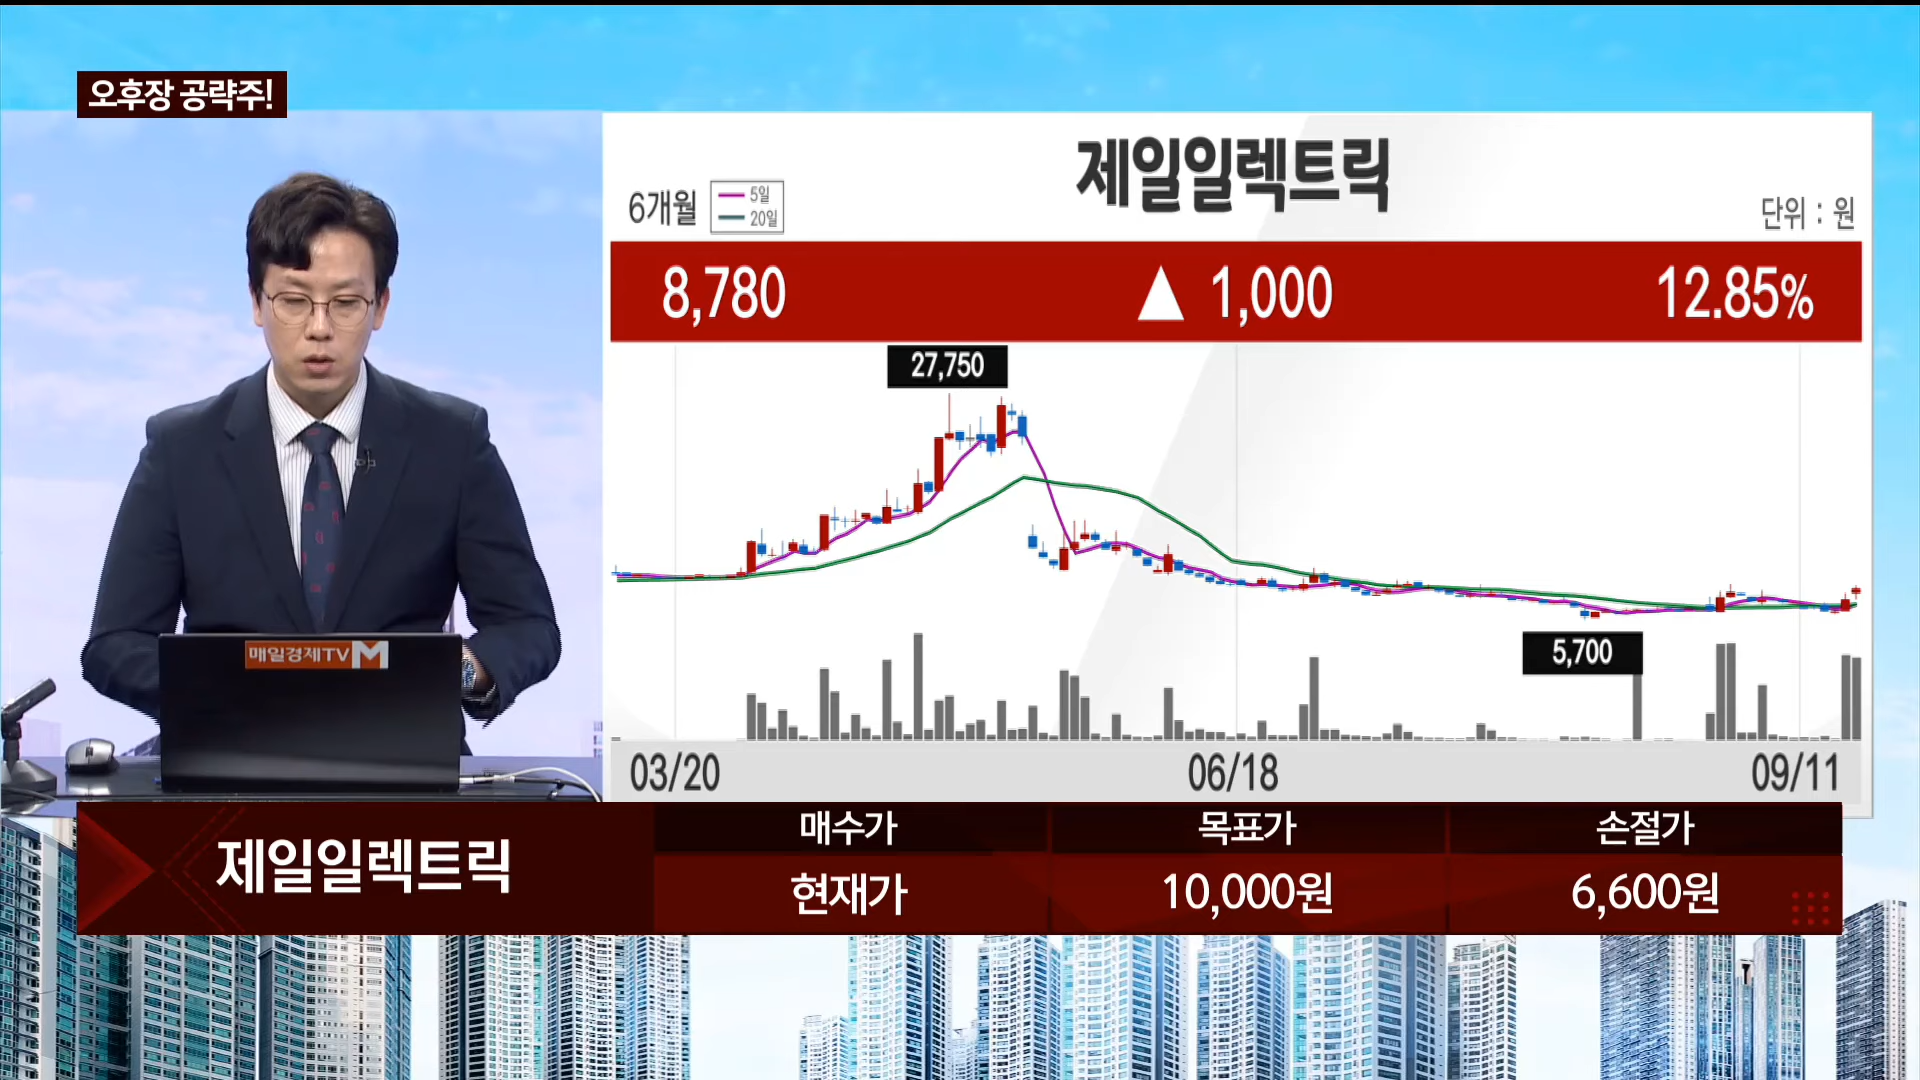 오후장 공략주!
제일일렉트릭
6개월
5일
20일
단위 : 원
8,780 ▲ 1,000 12.85%
27,750
5,700
매일경제TV M
03/20 06/18 09/11
제일일렉트릭
매수가 목표가 손절가
현재가 10,000원 6,600원